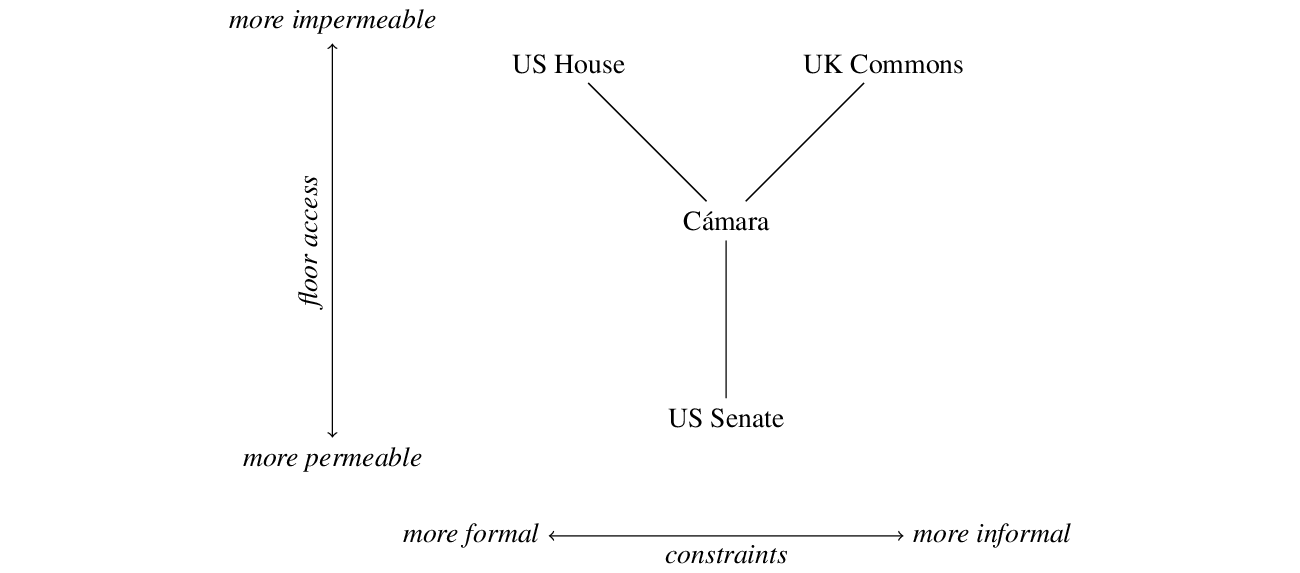 more impermeable
US House
UK Commons
floor access
Cámara
US Senate
more permeable
more formal
more informal
constraints